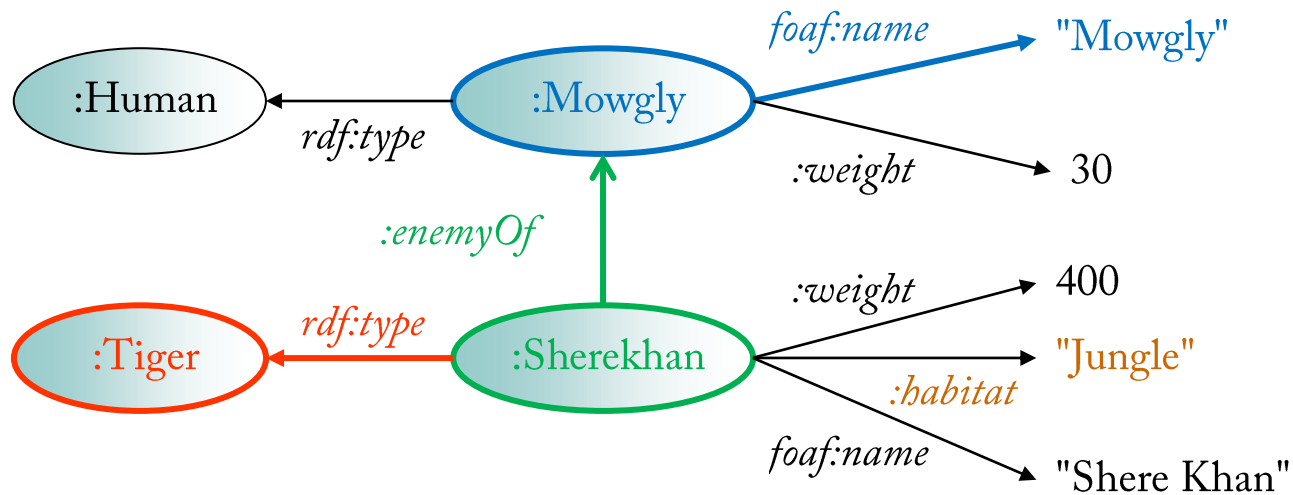 foaf:name
"Mowgly"
:Human
:Mowgly
rdf:type
:weight
30
:enemyOf
:weight
400
rdf:type
:Tiger
:Sherekhan
"Jungle"
:habitat
foaf:name
"Shere Khan"